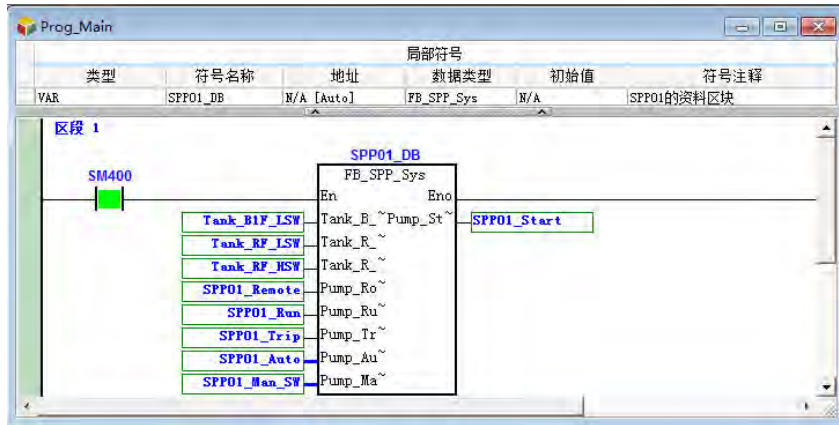 Prog_Main
局部符号
类型 符号名称 地址 数据类型 初始值 符号注释
VAR SPP01_DB N/A [Auto] FB_SPP_Sys N/A SPP01的资料区块
区段 1
SPP01_DB
SM400 FB_SPP_Sys
En Eno
Tank_B1F_LSW Tank_B_~ Pump_St~ SPP01_Start
Tank_RF_LSW Tank_R_~
Tank_RF_HSW Tank_R_~
SPP01_Remote Pump_Ro~
SPP01_Run Pump_Ru~
SPP01_Trip Pump_Tr~
SPP01_Auto Pump_Au~
SPP01_Man_SW Pump_Ma~